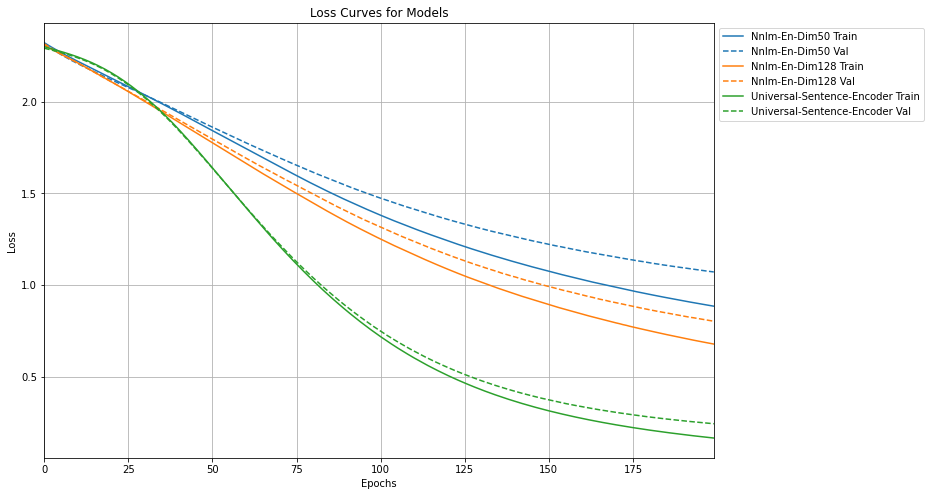 Loss Curves for Models
Nnlm-En-Dim50 Train
Nnlm-En-Dim50 Val
Nnlm-En-Dim128 Train
Nnlm-En-Dim128 Val
Universal-Sentence-Encoder Train
Universal-Sentence-Encoder Val
Loss
2.0
1.5
1.0
0.5
0
25
50
75
100
125
150
175
Epochs